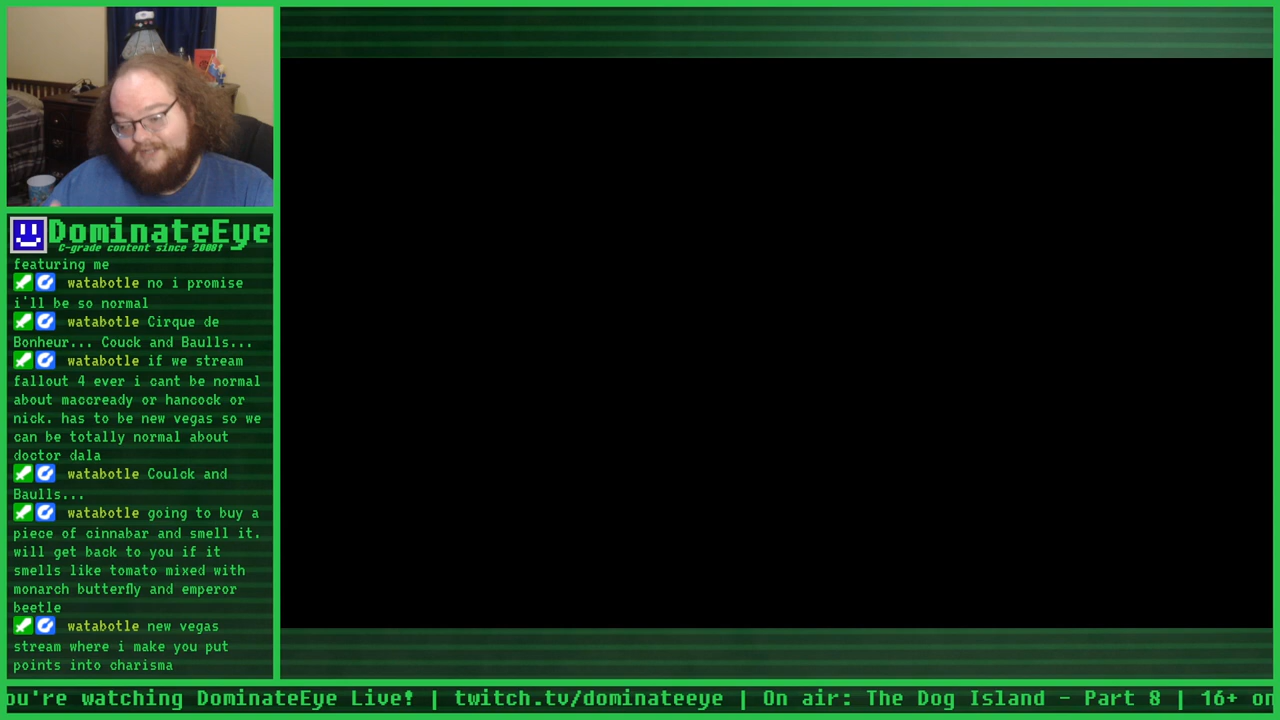 DominateEye
C-grade content since 2008!
featuring me
watabotle no i promise
i'll be so normal
watabotle Cirque de
Bonheur... Couck and Baulls...
watabotle if we stream
fallout 4 ever i cant be normal
about maccready or hancock or
nick. has to be new vegas so we
can be totally normal about
doctor dala
watabotle Coulck and
Baulls...
watabotle going to buy a
piece of cinnabar and smell it.
will get back to you if it
smells like tomato mixed with
monarch butterfly and emperor
beetle
watabotle new vegas
stream where i make you put
points into charisma
ou're watching DominateEye Live! | twitch.tv/dominateeye | On air: The Dog Island - Part 8 | 16+ on